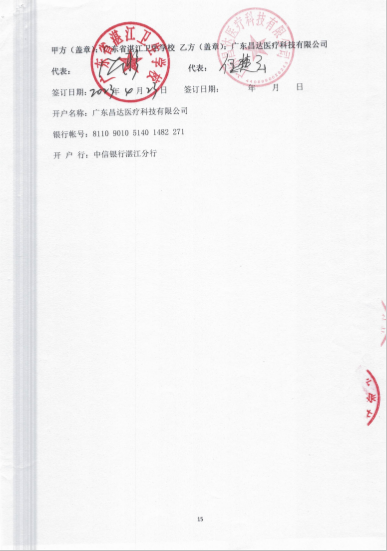 甲方（盖章）：广东省湛江卫生学校 乙方（盖章）：广东昌达医疗科技有限公司
代表： 代表：
签订日期： 年 月 日 签订日期： 年 月 日
开户名称：广东昌达医疗科技有限公司
银行帐号：8110 9010 5140 1482 271
开 户 行：中信银行湛江分行
15